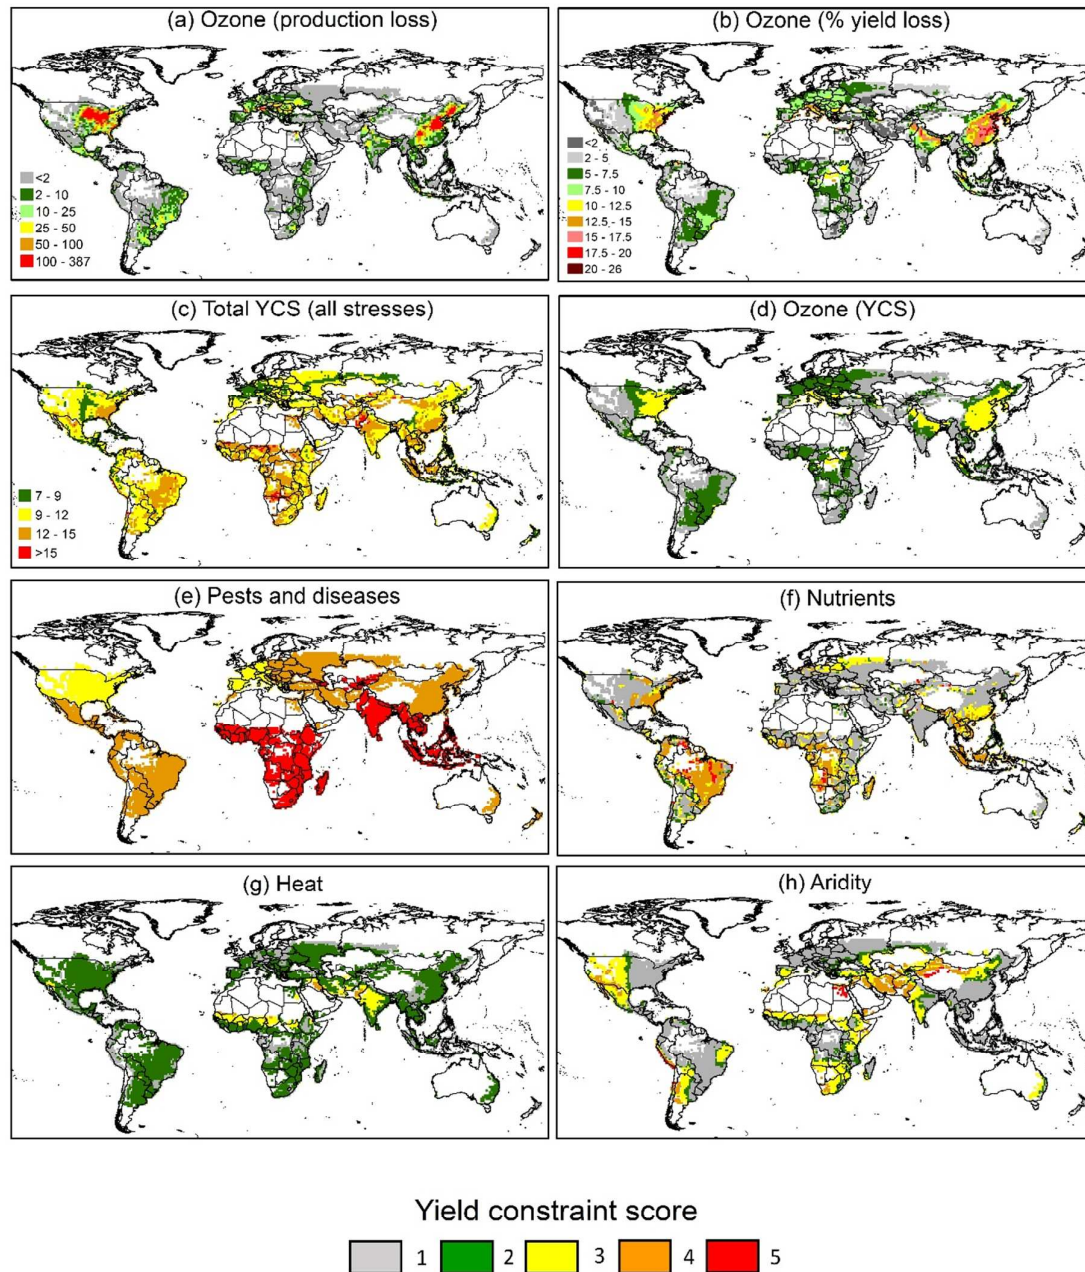 (a) Ozone (production loss)
<2
2 - 10
10 - 25
25 - 50
50 - 100
100 - 387
(b) Ozone (% yield loss)
<2
2 - 5
5 - 7.5
7.5 - 10
10 - 12.5
12.5 - 15
15 - 17.5
17.5 - 20
20 - 26
(c) Total YCS (all stresses)
7 - 9
9 - 12
12 - 15
>15
(d) Ozone (YCS)
(e) Pests and diseases
(f) Nutrients
(g) Heat
(h) Aridity
Yield constraint score
1 2 3 4 5